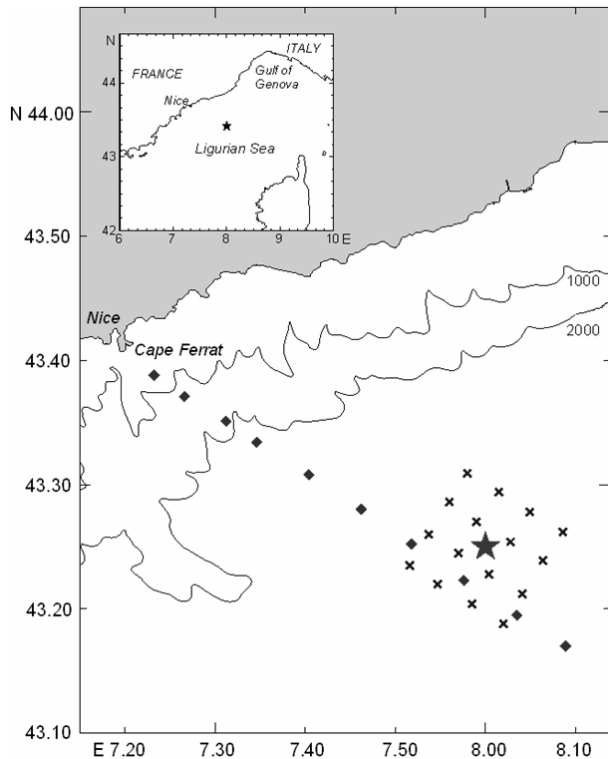 N
ITALY
FRANCE
Gulf of
Genova
44
Nice
43
Ligurian Sea
42
6
7
8
9
10 E
N 44.00
43.50
1000
2000
Nice
Cape Ferrat
43.40
43.30
43.20
43.10
E 7.20
7.30
7.40
7.50
8.00
8.10